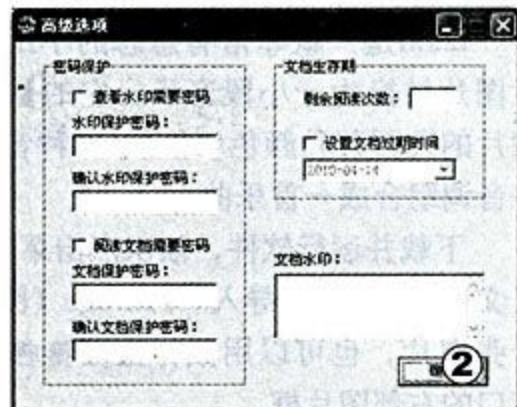 高级选项
密码保护
查看水印需要密码
水印保护密码：
确认水印保护密码：
阅读文档需要密码
文档保护密码：
确认文档保护密码：
文档生存期
剩余阅读次数：
设置文档过期时间
2010-04-14
文档水印：
②